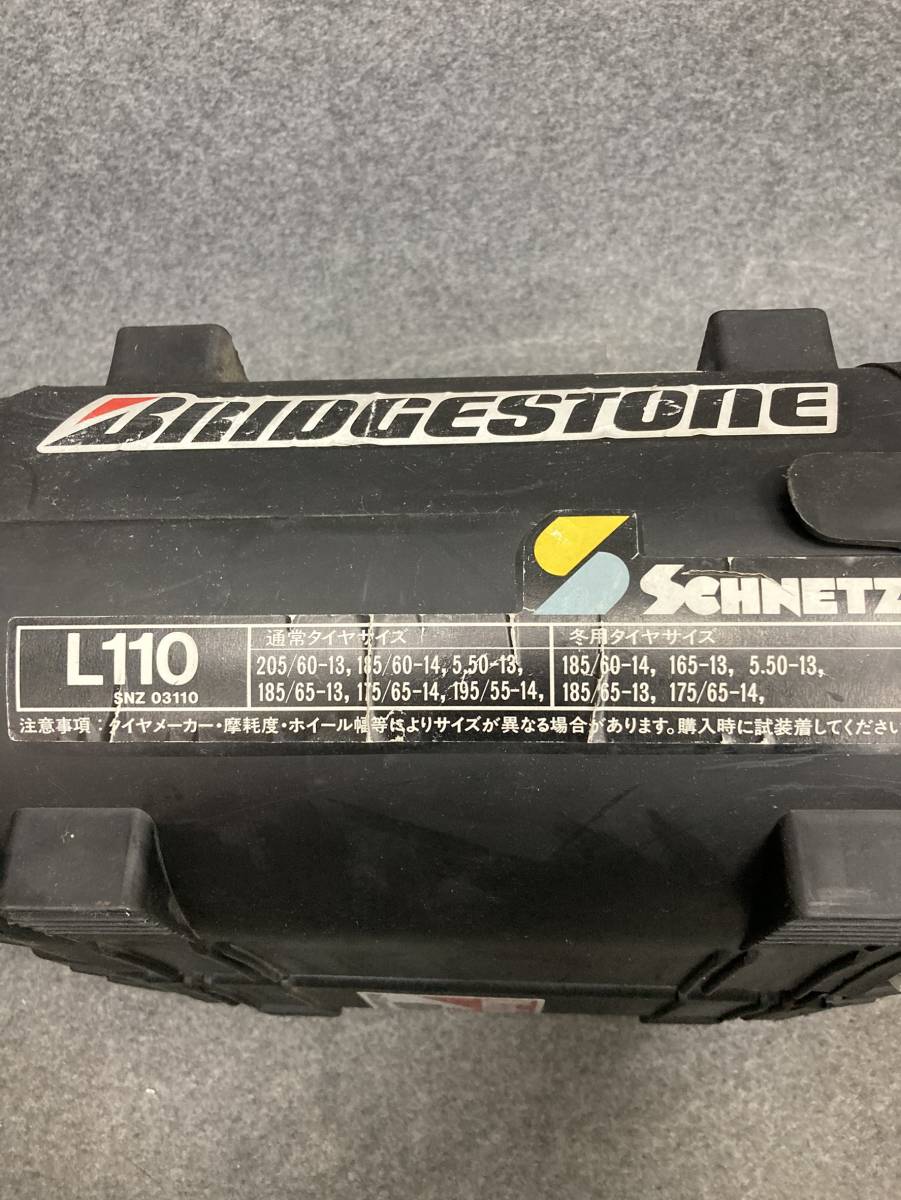 BRIDGESTONE
SCHNETZ
L110
SNZ 03110
通常タイヤサイズ
205/60-13, 185/60-14, 5.50-13,
185/65-13, 175/65-14, 195/55-14,
冬用タイヤサイズ
185/60-14, 165-13, 5.50-13,
185/65-13, 175/65-14,
注意事項：タイヤメーカー・摩耗度・ホイール幅等によりサイズが異なる場合があります。購入時に試装着してください